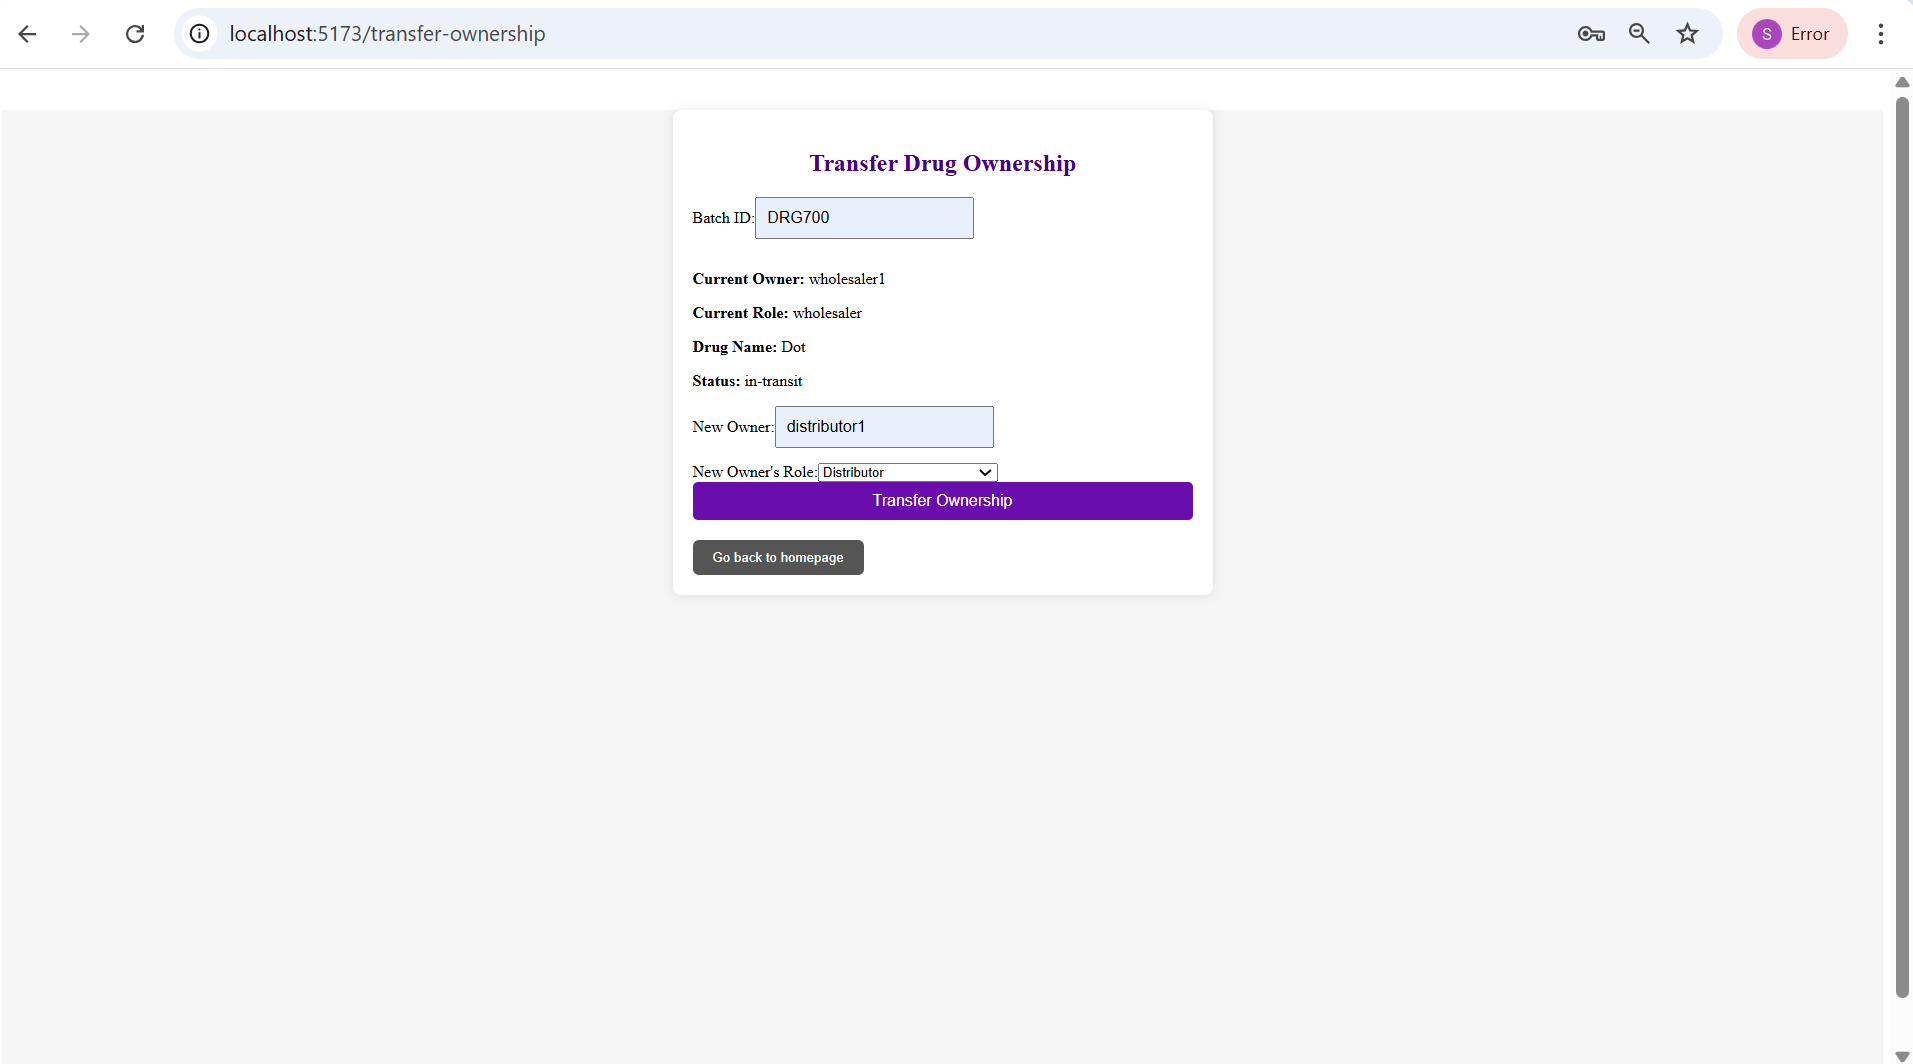 localhost:5173/transfer-ownership
S Error
Transfer Drug Ownership
Batch ID: DRG700
Current Owner: wholesaler1
Current Role: wholesaler
Drug Name: Dot
Status: in-transit
New Owner: distributor1
New Owner's Role: Distributor
Transfer Ownership
Go back to homepage